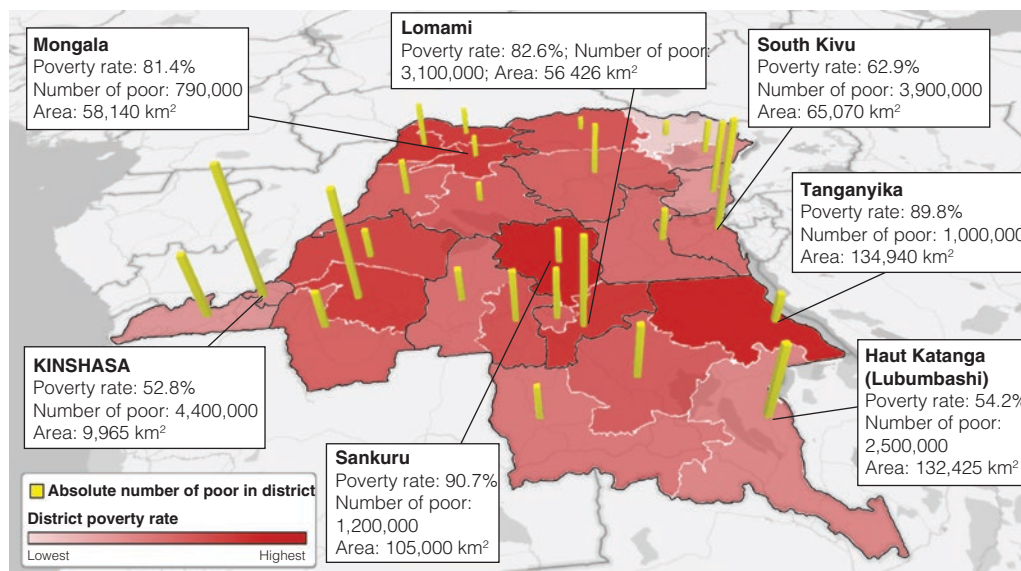 Mongala
Poverty rate: 81.4%
Number of poor: 790,000
Area: 58,140 km²
Lomami
Poverty rate: 82.6%; Number of poor:
3,100,000; Area: 56 426 km²
South Kivu
Poverty rate: 62.9%
Number of poor: 3,900,000
Area: 65,070 km²
Tanganyika
Poverty rate: 89.8%
Number of poor: 1,000,000
Area: 134,940 km²
KINSHASA
Poverty rate: 52.8%
Number of poor: 4,400,000
Area: 9,965 km²
Haut Katanga
(Lubumbashi)
Poverty rate: 54.2%
Number of poor:
2,500,000
Area: 132,425 km²
Sankuru
Poverty rate: 90.7%
Number of poor:
1,200,000
Area: 105,000 km²
Absolute number of poor in district
District poverty rate
Lowest Highest